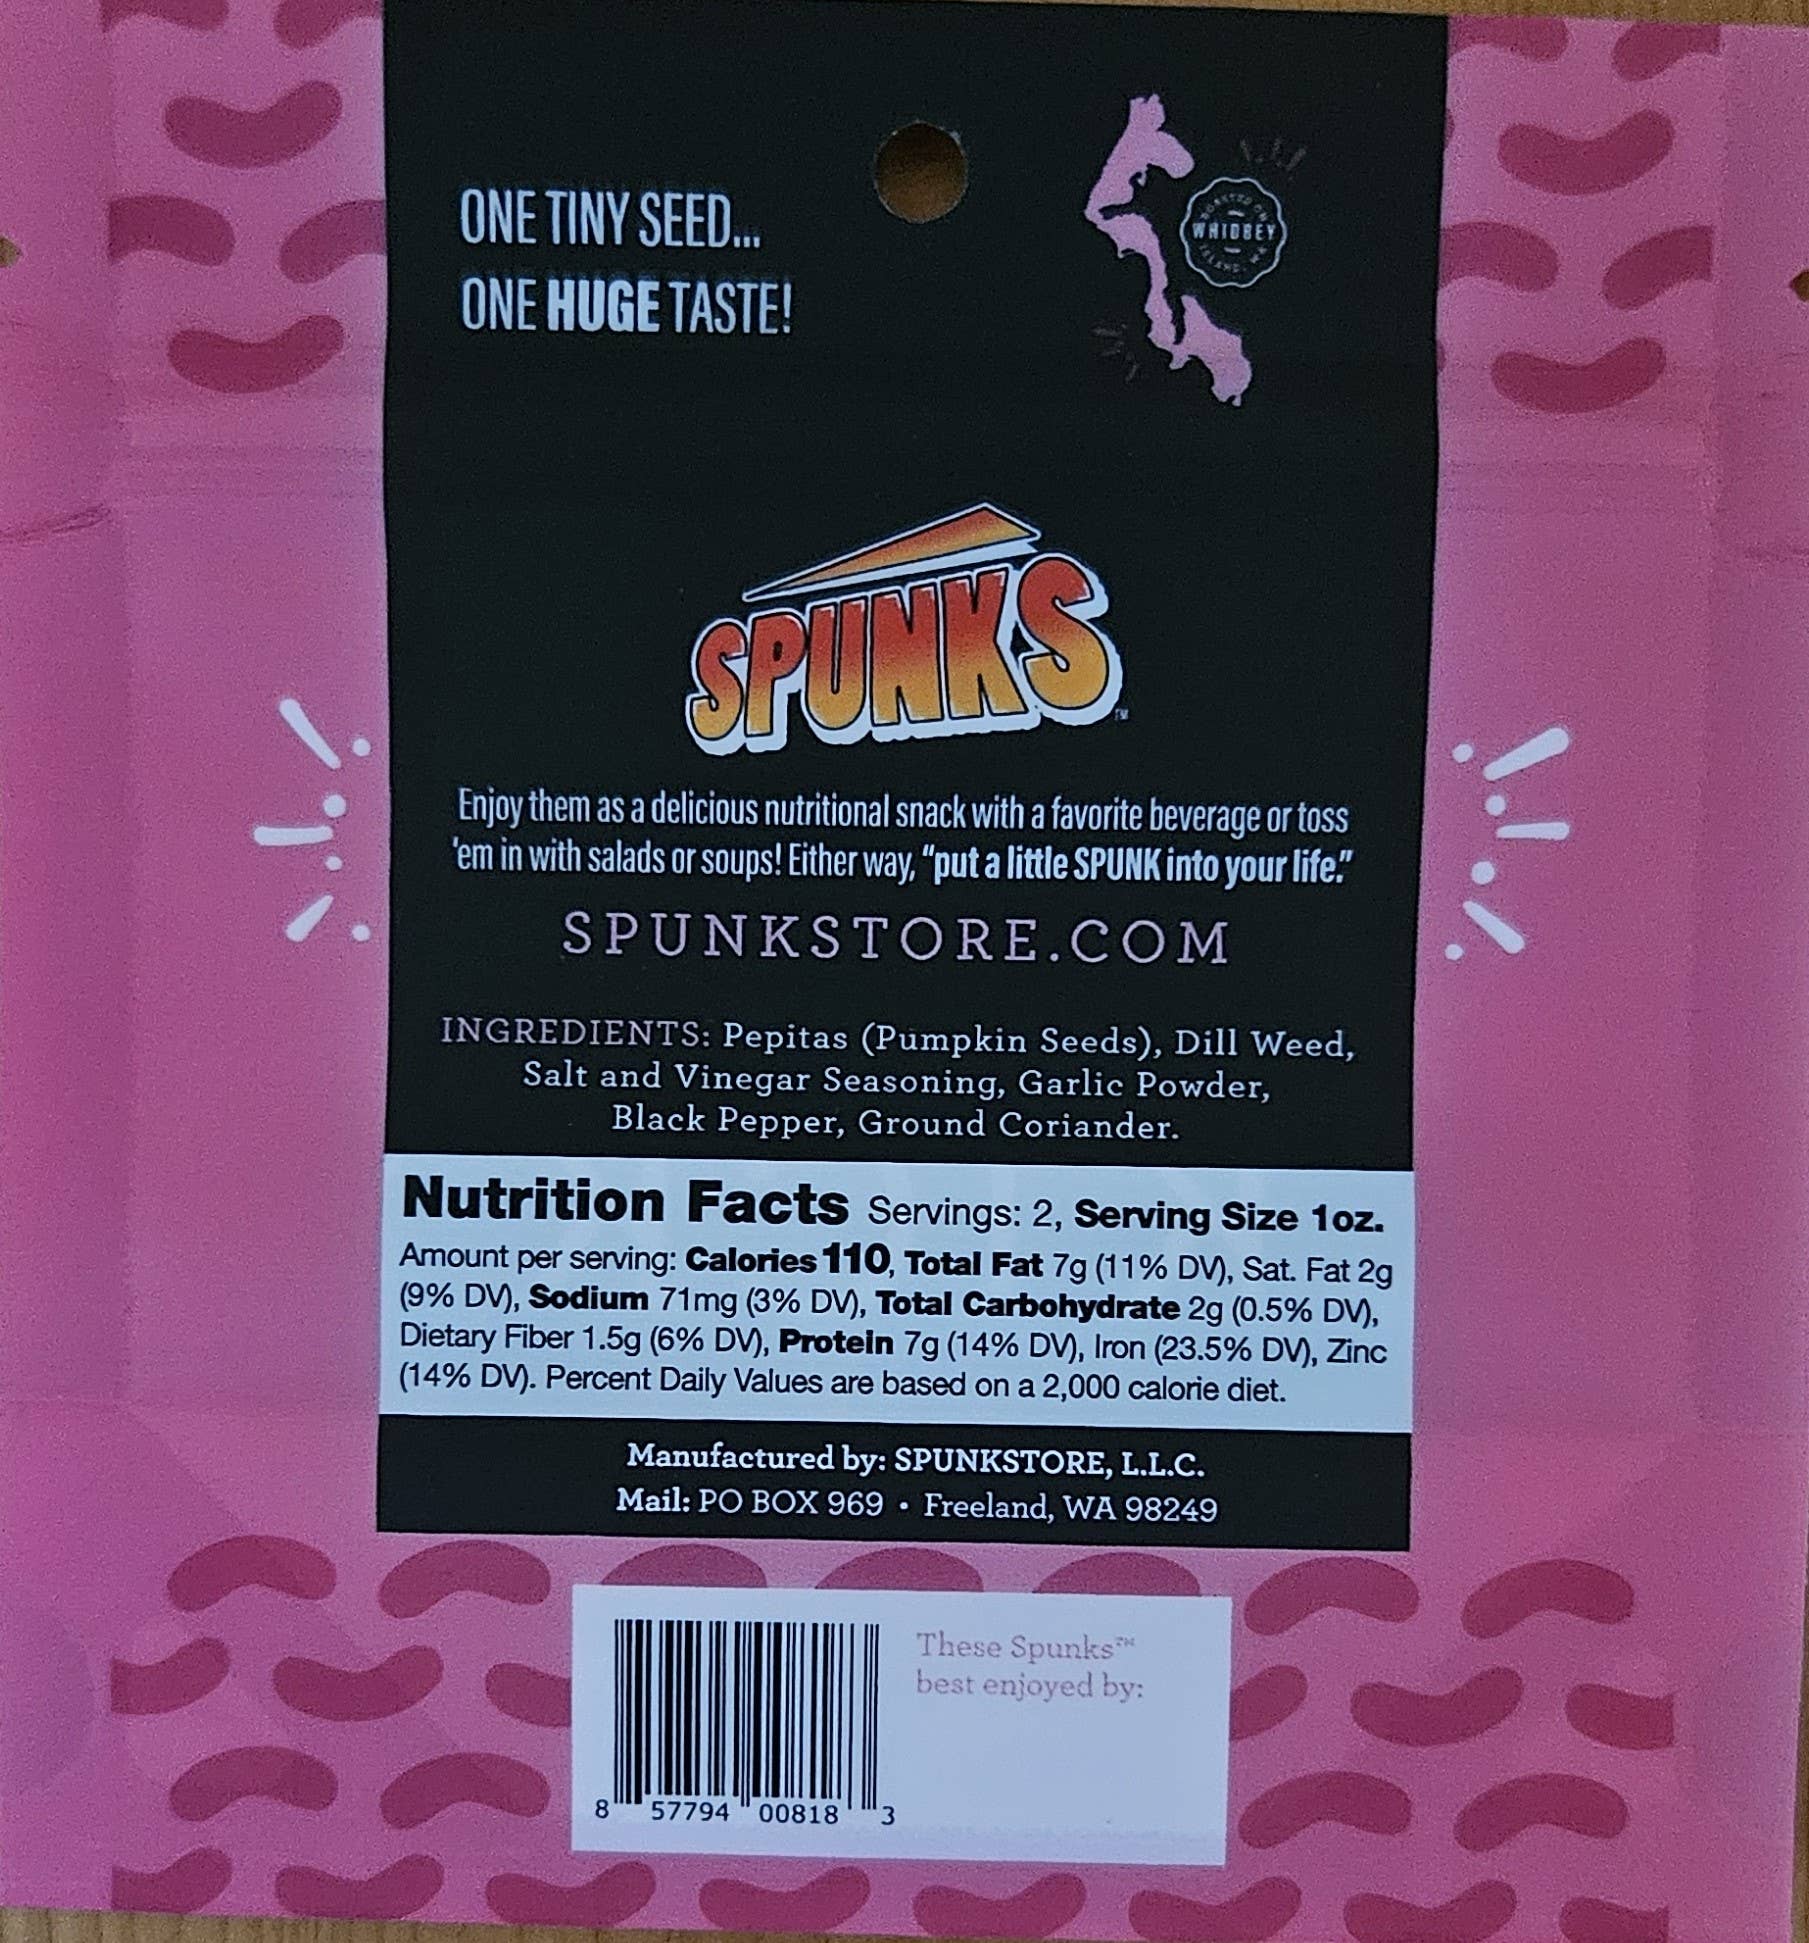 ONE TINY SEED...
ONE HUGE TASTE!
ROASTED ON
WHIDBEY
ISLAND, WA
SPUNKS
TM
Enjoy them as a delicious nutritional snack with a favorite beverage or toss
'em in with salads or soups! Either way, "put a little SPUNK into your life."
SPUNKSTORE.COM
INGREDIENTS: Pepitas (Pumpkin Seeds), Dill Weed,
Salt and Vinegar Seasoning, Garlic Powder,
Black Pepper, Ground Coriander.
Nutrition Facts Servings: 2, Serving Size 1oz.
Amount per serving: Calories 110, Total Fat 7g (11% DV), Sat. Fat 2g
(9% DV), Sodium 71mg (3% DV), Total Carbohydrate 2g (0.5% DV),
Dietary Fiber 1.5g (6% DV), Protein 7g (14% DV), Iron (23.5% DV), Zinc
(14% DV). Percent Daily Values are based on a 2,000 calorie diet.
Manufactured by: SPUNKSTORE, L.L.C.
Mail: PO BOX 969 • Freeland, WA 98249
These Spunks™
best enjoyed by:
8 57794 00818 3